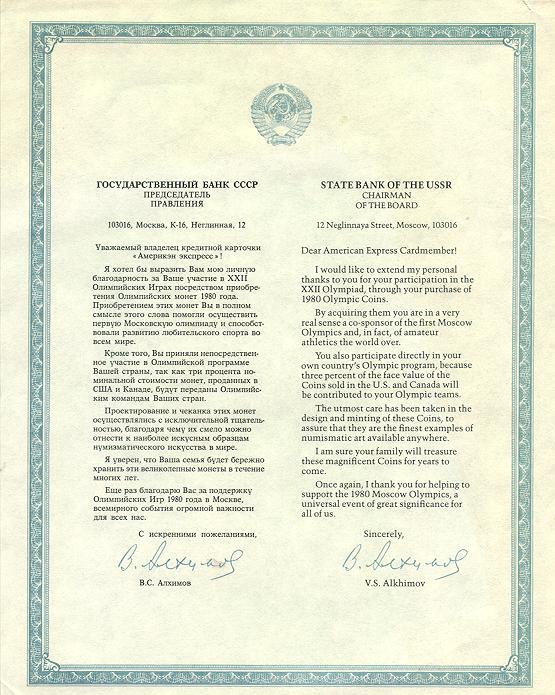 ГОСУДАРСТВЕННЫЙ БАНК СССР
ПРЕДСЕДАТЕЛЬ
ПРАВЛЕНИЯ
103016, Москва, К-16, Неглинная, 12
Уважаемый владелец кредитной карточки
«Америкэн экспресс»!
Я хотел бы выразить Вам мою личную
благодарность за Ваше участие в XXII
Олимпийских Играх посредством приобре-
тения Олимпийских монет 1980 года.
Приобретением этих монет Вы в полном
смысле этого слова помогли осуществить
первую Московскую олимпиаду и способст-
вовали развитию любительского спорта во
всем мире.
Кроме того, Вы приняли непосредствен-
ное участие в Олимпийской программе
Вашей страны, так как три процента но-
минальной стоимости монет, проданных в
США и Канаде, будут переданы Олимпийс-
ким командам Ваших стран.
Проектирование и чеканка этих монет
осуществлялись с исключительной тщатель-
ностью, благодаря чему их смело можно
отнести к наиболее искусным образцам
нумизматического искусства в мире.
Я уверен, что Ваша семья будет бережно
хранить эти великолепные монеты в течение
многих лет.
Еще раз благодарю Вас за поддержку
Олимпийских Игр 1980 года в Москве,
всемирного события огромной важности
для всех нас.
С искренними пожеланиями,
В. Алхимов
В.С. Алхимов
STATE BANK OF THE USSR
CHAIRMAN
OF THE BOARD
12 Neglinnaya Street, Moscow, 103016
Dear American Express Cardmember!
I would like to extend my personal
thanks to you for your participation in the
XXII Olympiad, through your purchase of
1980 Olympic Coins.
By acquiring them you are in a very
real sense a co-sponsor of the first Moscow
Olympics and, in fact, of amateur
athletics the world over.
You also participate directly in your
own country's Olympic program, because
three percent of the face value of the
Coins sold in the U.S. and Canada will
be contributed to your Olympic teams.
The utmost care has been taken in the
design and minting of these Coins, to
assure that they are the finest examples of
numismatic art available anywhere.
I am sure your family will treasure
these magnificent Coins for years to
come.
Once again, I thank you for helping to
support the 1980 Moscow Olympics, a
universal event of great significance for
all of us.
Sincerely,
В. Алхимов
V.S. Alkhimov